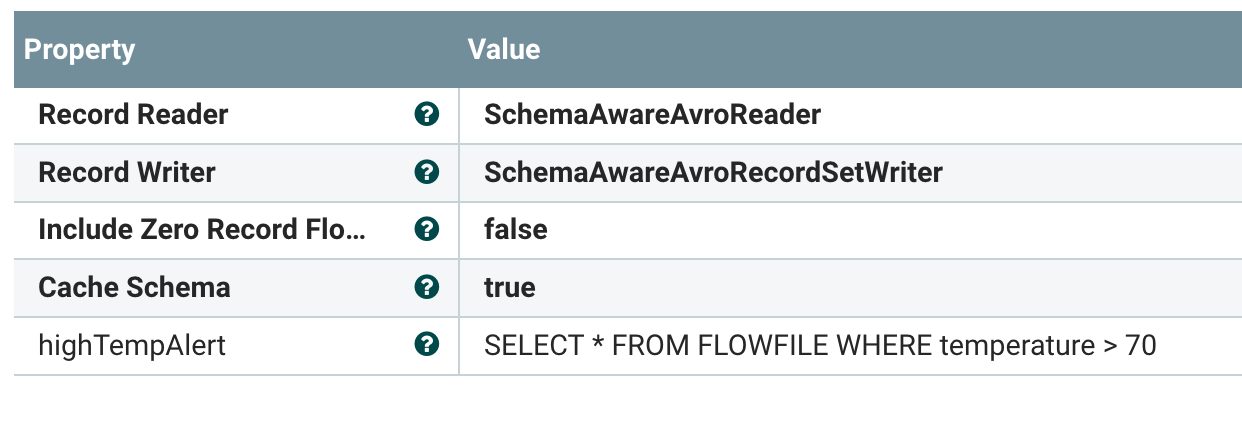 Property Value
Record Reader ? SchemaAwareAvroReader
Record Writer ? SchemaAwareAvroRecordSetWriter
Include Zero Record Flo... ? false
Cache Schema ? true
highTempAlert ? SELECT * FROM FLOWFILE WHERE temperature > 70